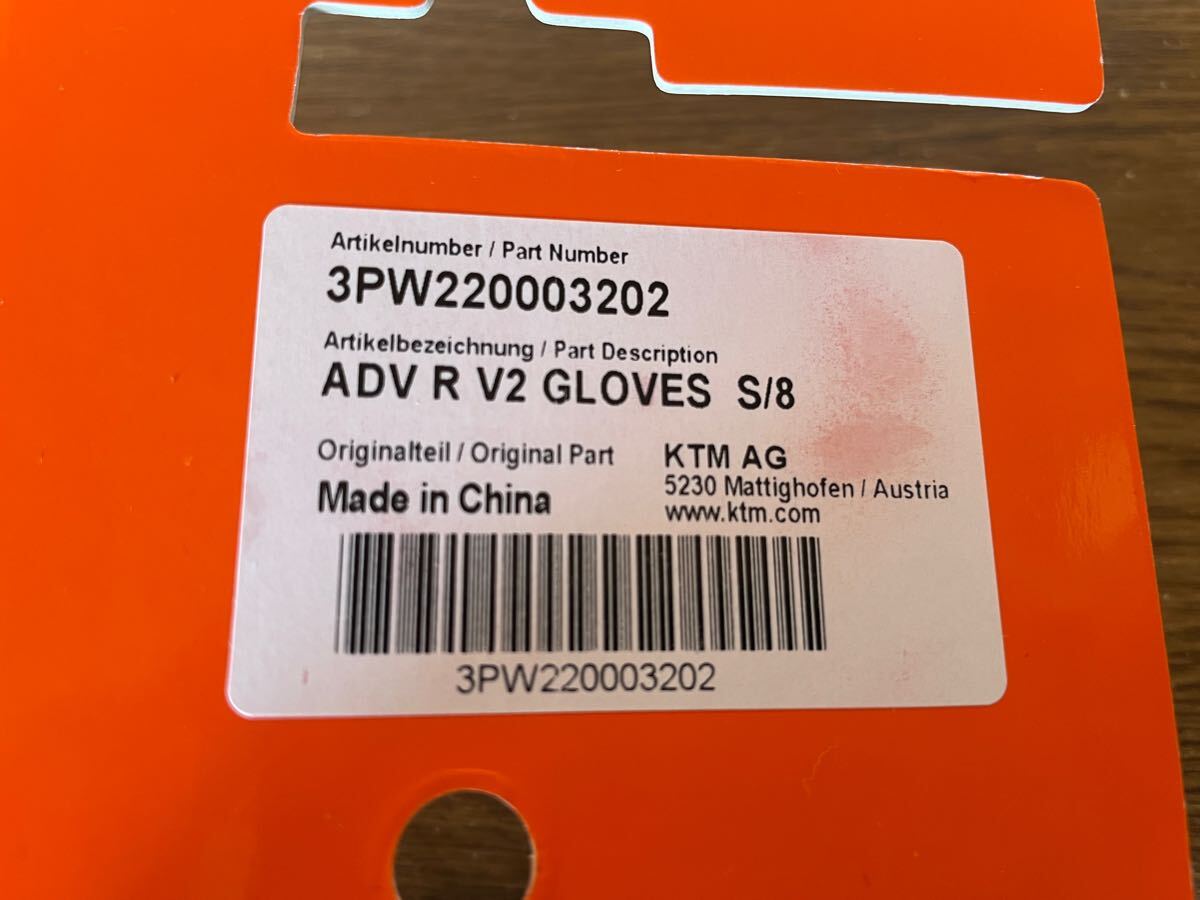 Artikelnumber / Part Number
3PW220003202
Artikelbezeichnung / Part Description
ADV R V2 GLOVES S/8
Originalteil / Original Part
Made in China
KTM AG
5230 Mattighofen / Austria
www.ktm.com
3PW220003202